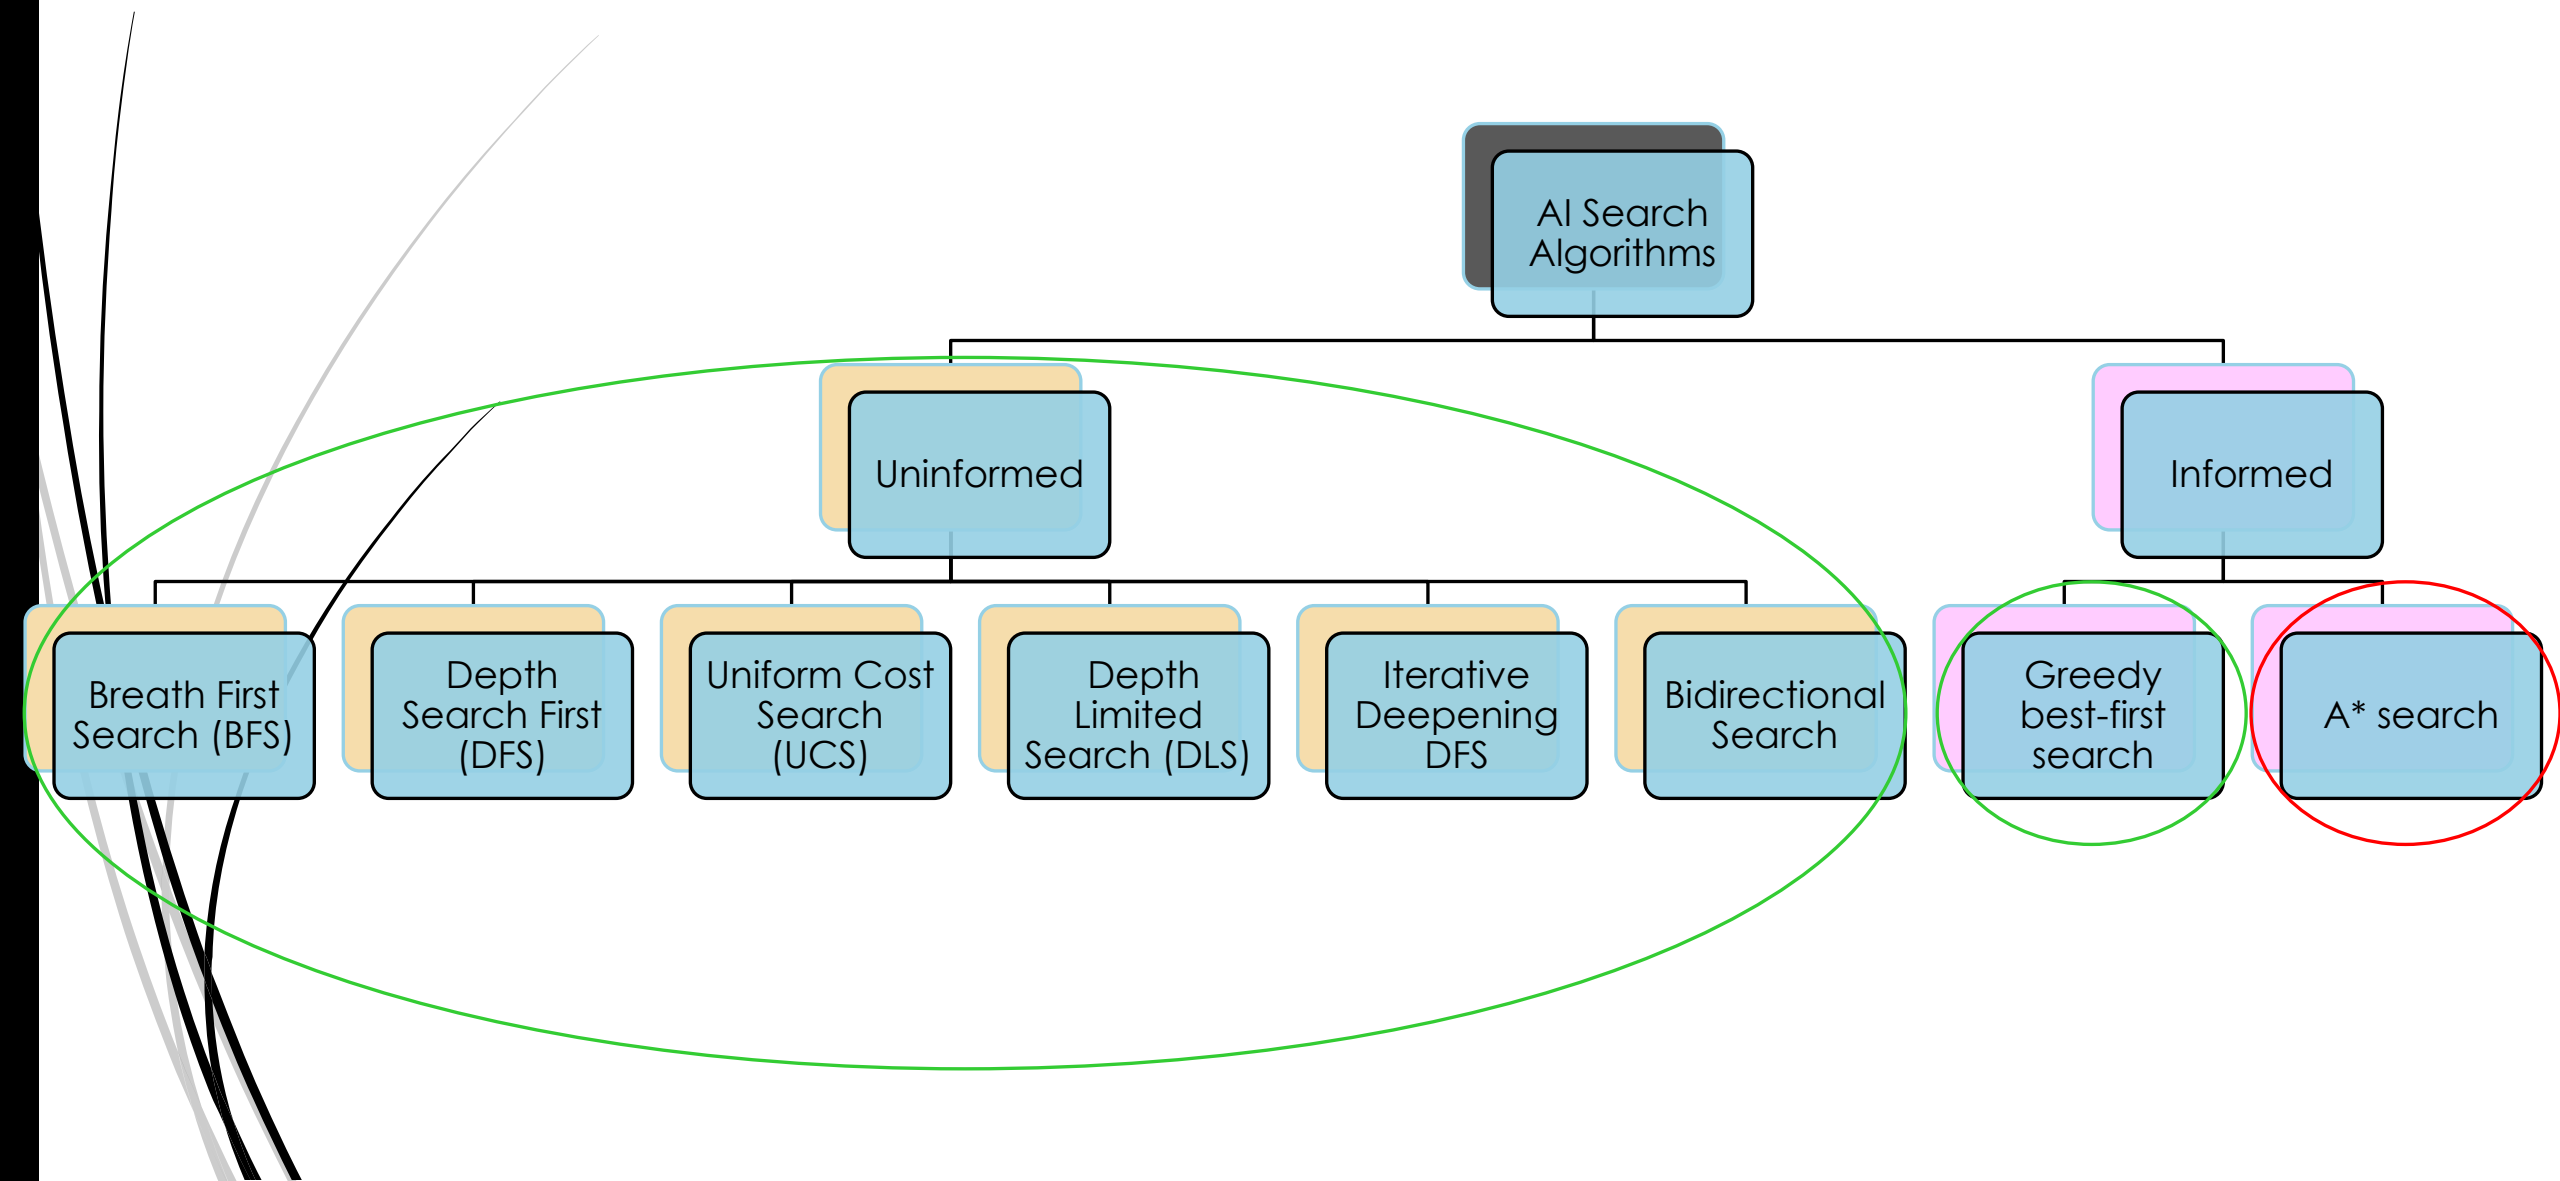 AI Search
Algorithms
Uninformed
Informed
Breath First
Search (BFS)
Depth
Search First
(DFS)
Uniform Cost
Search
(UCS)
Depth
Limited
Search (DLS)
Iterative
Deepening
DFS
Bidirectional
Search
Greedy
best-first
search
A* search